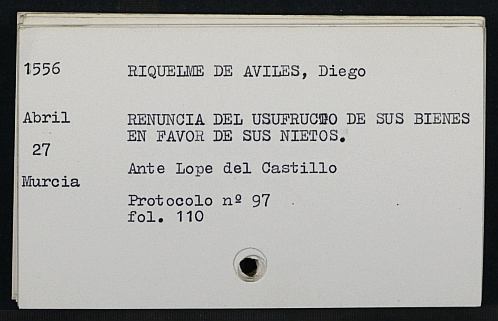 1556 RIQUELME DE AVILES, Diego
Abril RENUNCIA DEL USUFRUCTO DE SUS BIENES
EN FAVOR DE SUS NIETOS.
27
Ante Lope del Castillo
Murcia
Protocolo nº 97
fol. 110